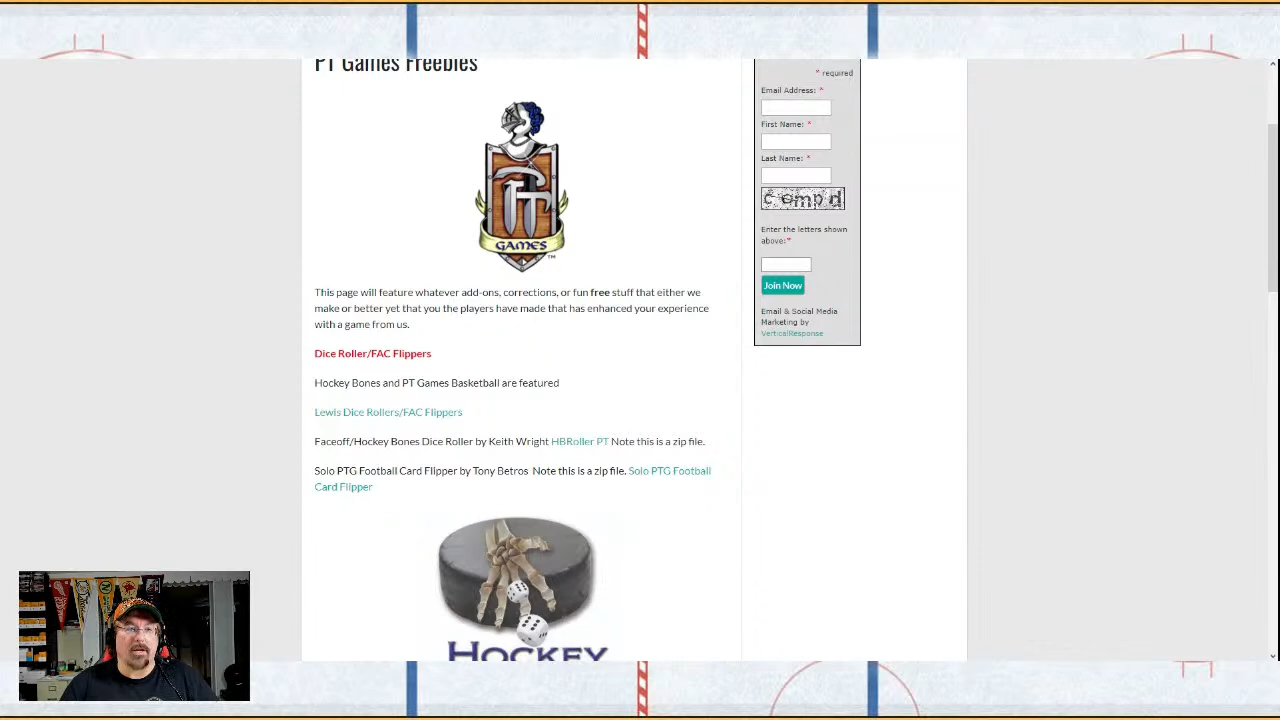 PT Games Freebies
GAMES
TM
This page will feature whatever add-ons, corrections, or fun free stuff that either we
make or better yet that you the players have made that has enhanced your experience
with a game from us.
Dice Roller/FAC Flippers
Hockey Bones and PT Games Basketball are featured
Lewis Dice Rollers/FAC Flippers
Faceoff/Hockey Bones Dice Roller by Keith Wright HBRoller PT Note this is a zip file.
Solo PTG Football Card Flipper by Tony Betros Note this is a zip file. Solo PTG Football
Card Flipper
HOCKEY
* required
Email Address: *
First Name: *
Last Name: *
cempd
Enter the letters shown
above:*
Join Now
Email & Social Media
Marketing by
VerticalResponse